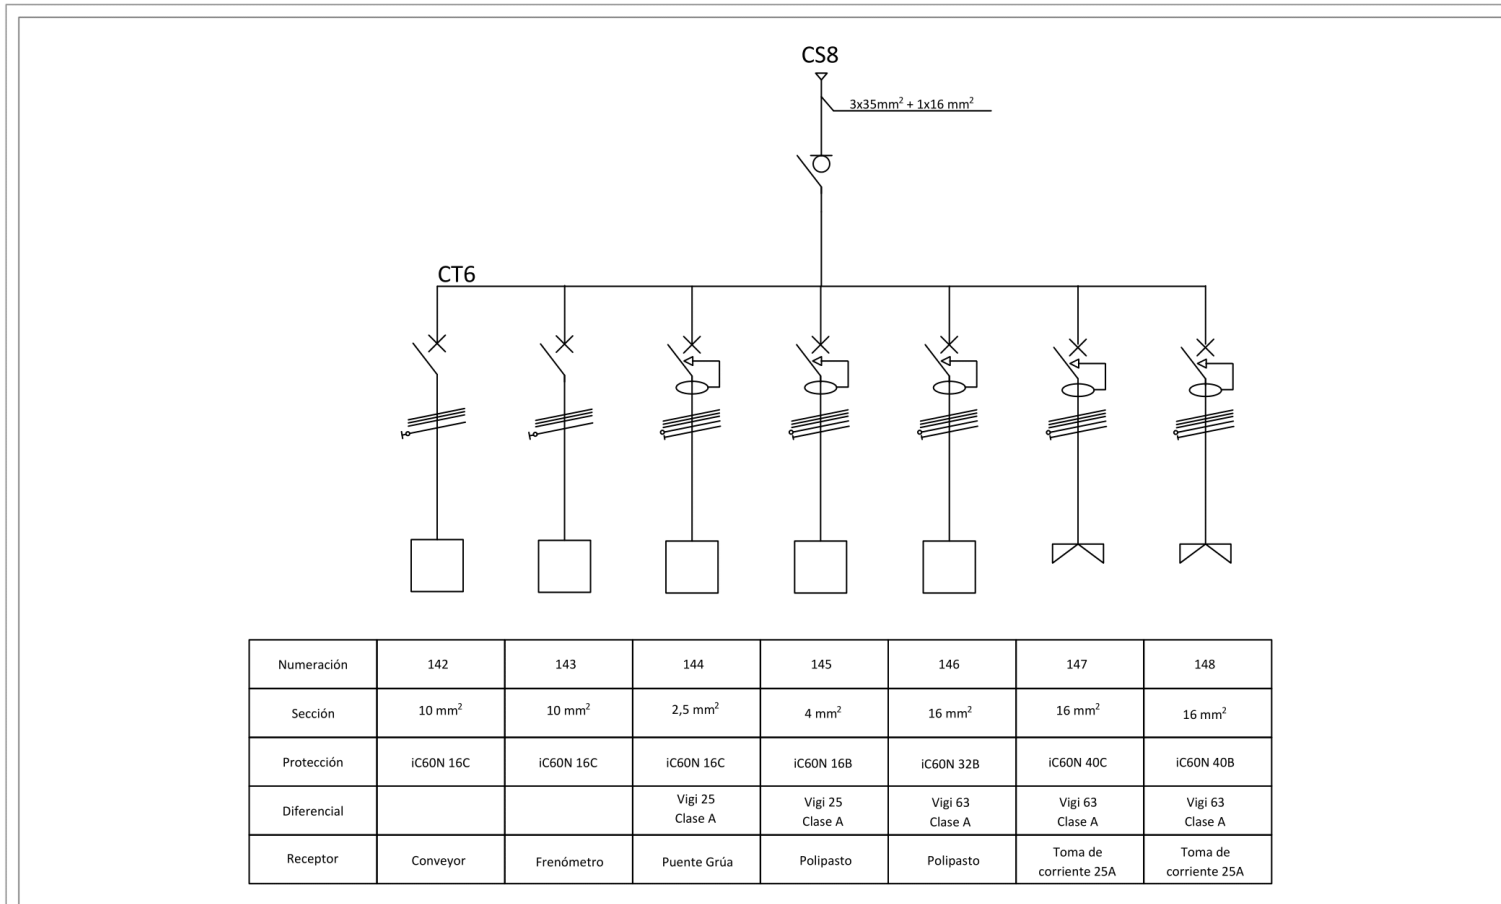 CS8
3x35mm² + 1x16 mm²
CT6
Numeración 142 143 144 145 146 147 148
Sección 10 mm² 10 mm² 2,5 mm² 4 mm² 16 mm² 16 mm² 16 mm²
Protección iC60N 16C iC60N 16C iC60N 16C iC60N 16B iC60N 32B iC60N 40C iC60N 40B
Diferencial Vigi 25 Clase A Vigi 25 Clase A Vigi 63 Clase A Vigi 63 Clase A Vigi 63 Clase A
Receptor Conveyor Frenómetro Puente Grúa Polipasto Polipasto Toma de corriente 25A Toma de corriente 25A